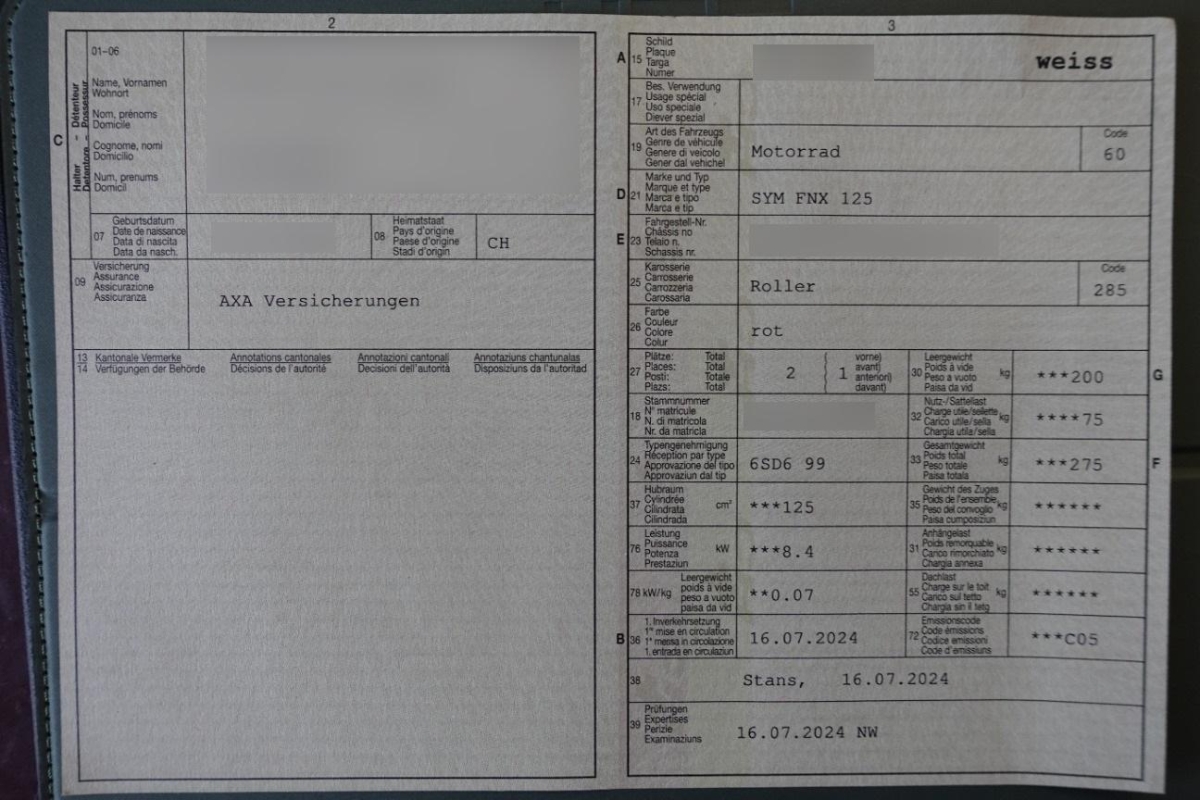 2
01-06
Halter - Détenteur
Detentore - Possessur
Name, Vornamen
Wohnort
Nom, prénoms
Domicile
C
Cognome, nomi
Domicilio
Num, prenums
Domicil
07
Geburtsdatum
Date de naissance
Data di nascita
Data da nasch.
08
Heimatstaat
Pays d'origine
Paese d'origine
Stadi d'origin
CH
09
Versicherung
Assurance
Assicurazione
Assicuranza
AXA Versicherungen
13 Kantonale Vermerke Annotations cantonales Annotazioni cantonali Annotaziuns chantunalas
14 Verfügungen der Behörde Décisions de l'autorité Decisioni dell'autorità Disposiziuns da l'autoritad
3
A 15
Schild
Plaque
Targa
Numer
weiss
17
Bes. Verwendung
Usage spécial
Uso speciale
Diever spezial
19
Art des Fahrzeugs
Genre de véhicule
Genere di veicolo
Gener dal vehichel
Motorrad
Code
60
D 21
Marke und Typ
Marque et type
Marca e tipo
Marca e tip
SYM FNX 125
E 23
Fahrgestell-Nr.
Châssis no
Telaio n.
Schassis nr.
25
Karosserie
Carrosserie
Carrozzeria
Carossaria
Roller
Code
285
26
Farbe
Couleur
Colore
Colur
rot
27
Plätze: Total
Places: Total
Posti: Totale
Plazs: Total
2
1
vorne)
avant)
anteriori)
davant)
30
Leergewicht
Poids à vide
Peso a vuoto
Paisa da vid
kg
***200
G
18
Stammnummer
N° matricule
N. di matricola
Nr. da matricla
32
Nutz-/Sattellast
Charge utile/sellette
Carico utile/sella
Chargia utila/sella
kg
****75
24
Typengenehmigung
Réception par type
Approvazione del tipo
Approvaziun dal tip
6SD6 99
33
Gesamtgewicht
Poids total
Peso totale
Paisa totala
kg
***275
F
37
Hubraum
Cylindrée
Cilindrata
Cilindrada
cm³
***125
35
Gewicht des Zuges
Poids de l'ensemble
Peso del convoglio
Paisa cumposiziun
kg
******
76
Leistung
Puissance
Potenza
Prestaziun
kW
***8.4
31
Anhängelast
Poids remorquable
Carico rimorchiato
Chargia annexa
kg
******
78 kW/kg
Leergewicht
poids à vide
peso a vuoto
paisa da vid
**0.07
55
Dachlast
Charge sur le toit
Carico sul tetto
Chargia sin il tetg
kg
******
B 36
1. Inverkehrsetzung
1re mise en circulation
1a messa in circolazione
1. entrada en circulaziun
16.07.2024
72
Emissionscode
Code émissions
Codice emissioni
Code d'emissiuns
***C05
38
Stans, 16.07.2024
39
Prüfungen
Expertises
Perizie
Examinaziuns
16.07.2024 NW